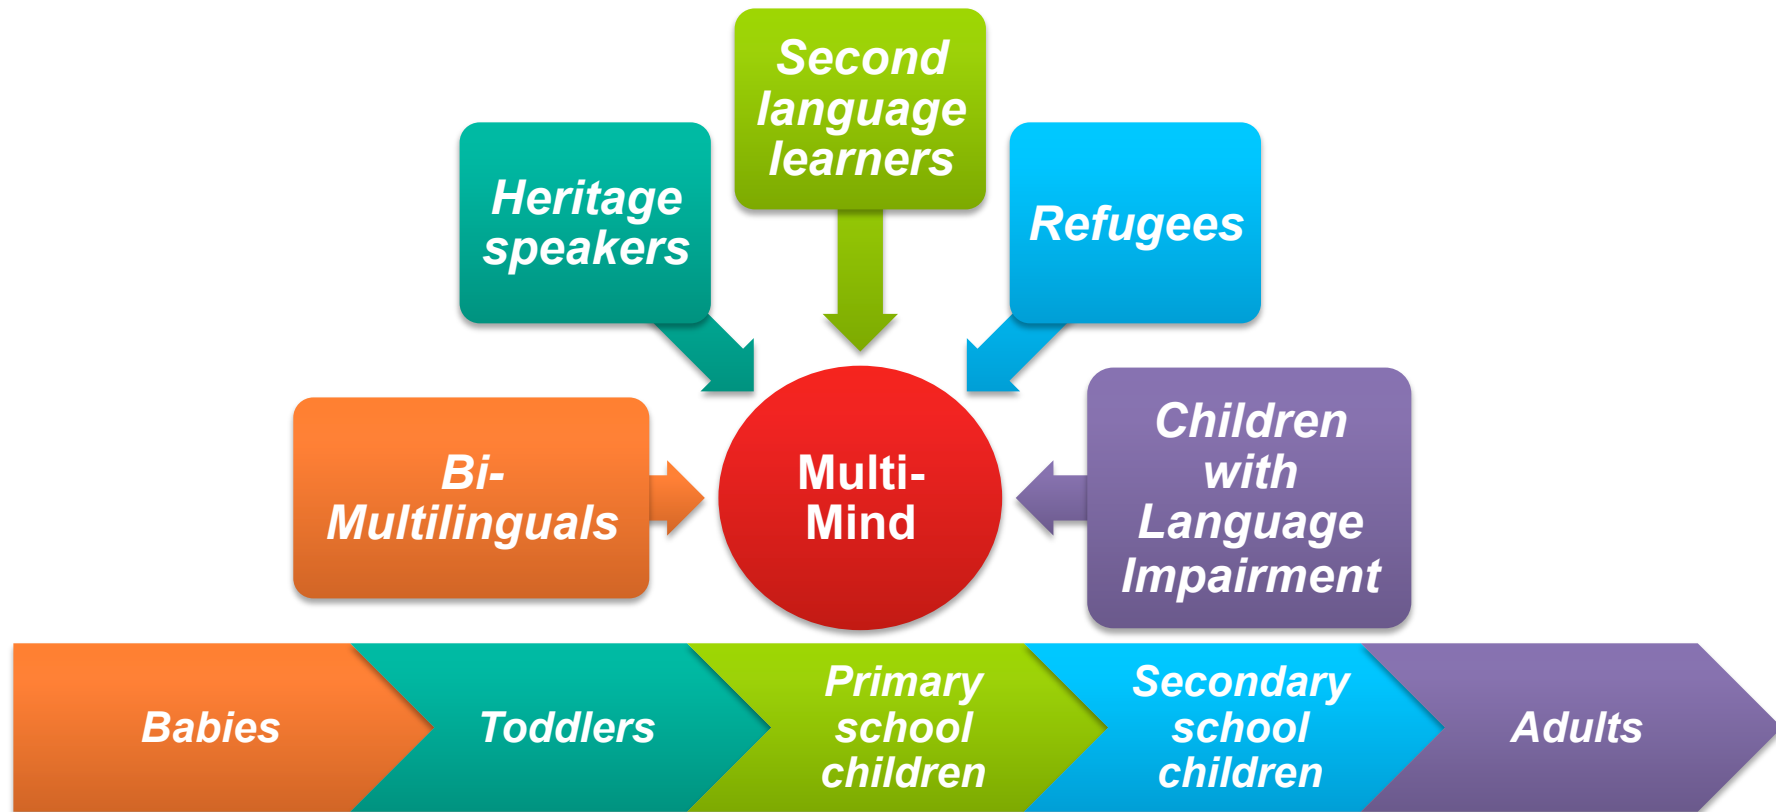 Second
language
learners
Heritage
speakers
Refugees
Bi-
Multilinguals
Multi-
Mind
Children
with
Language
Impairment
Babies
Toddlers
Primary
school
children
Secondary
school
children
Adults